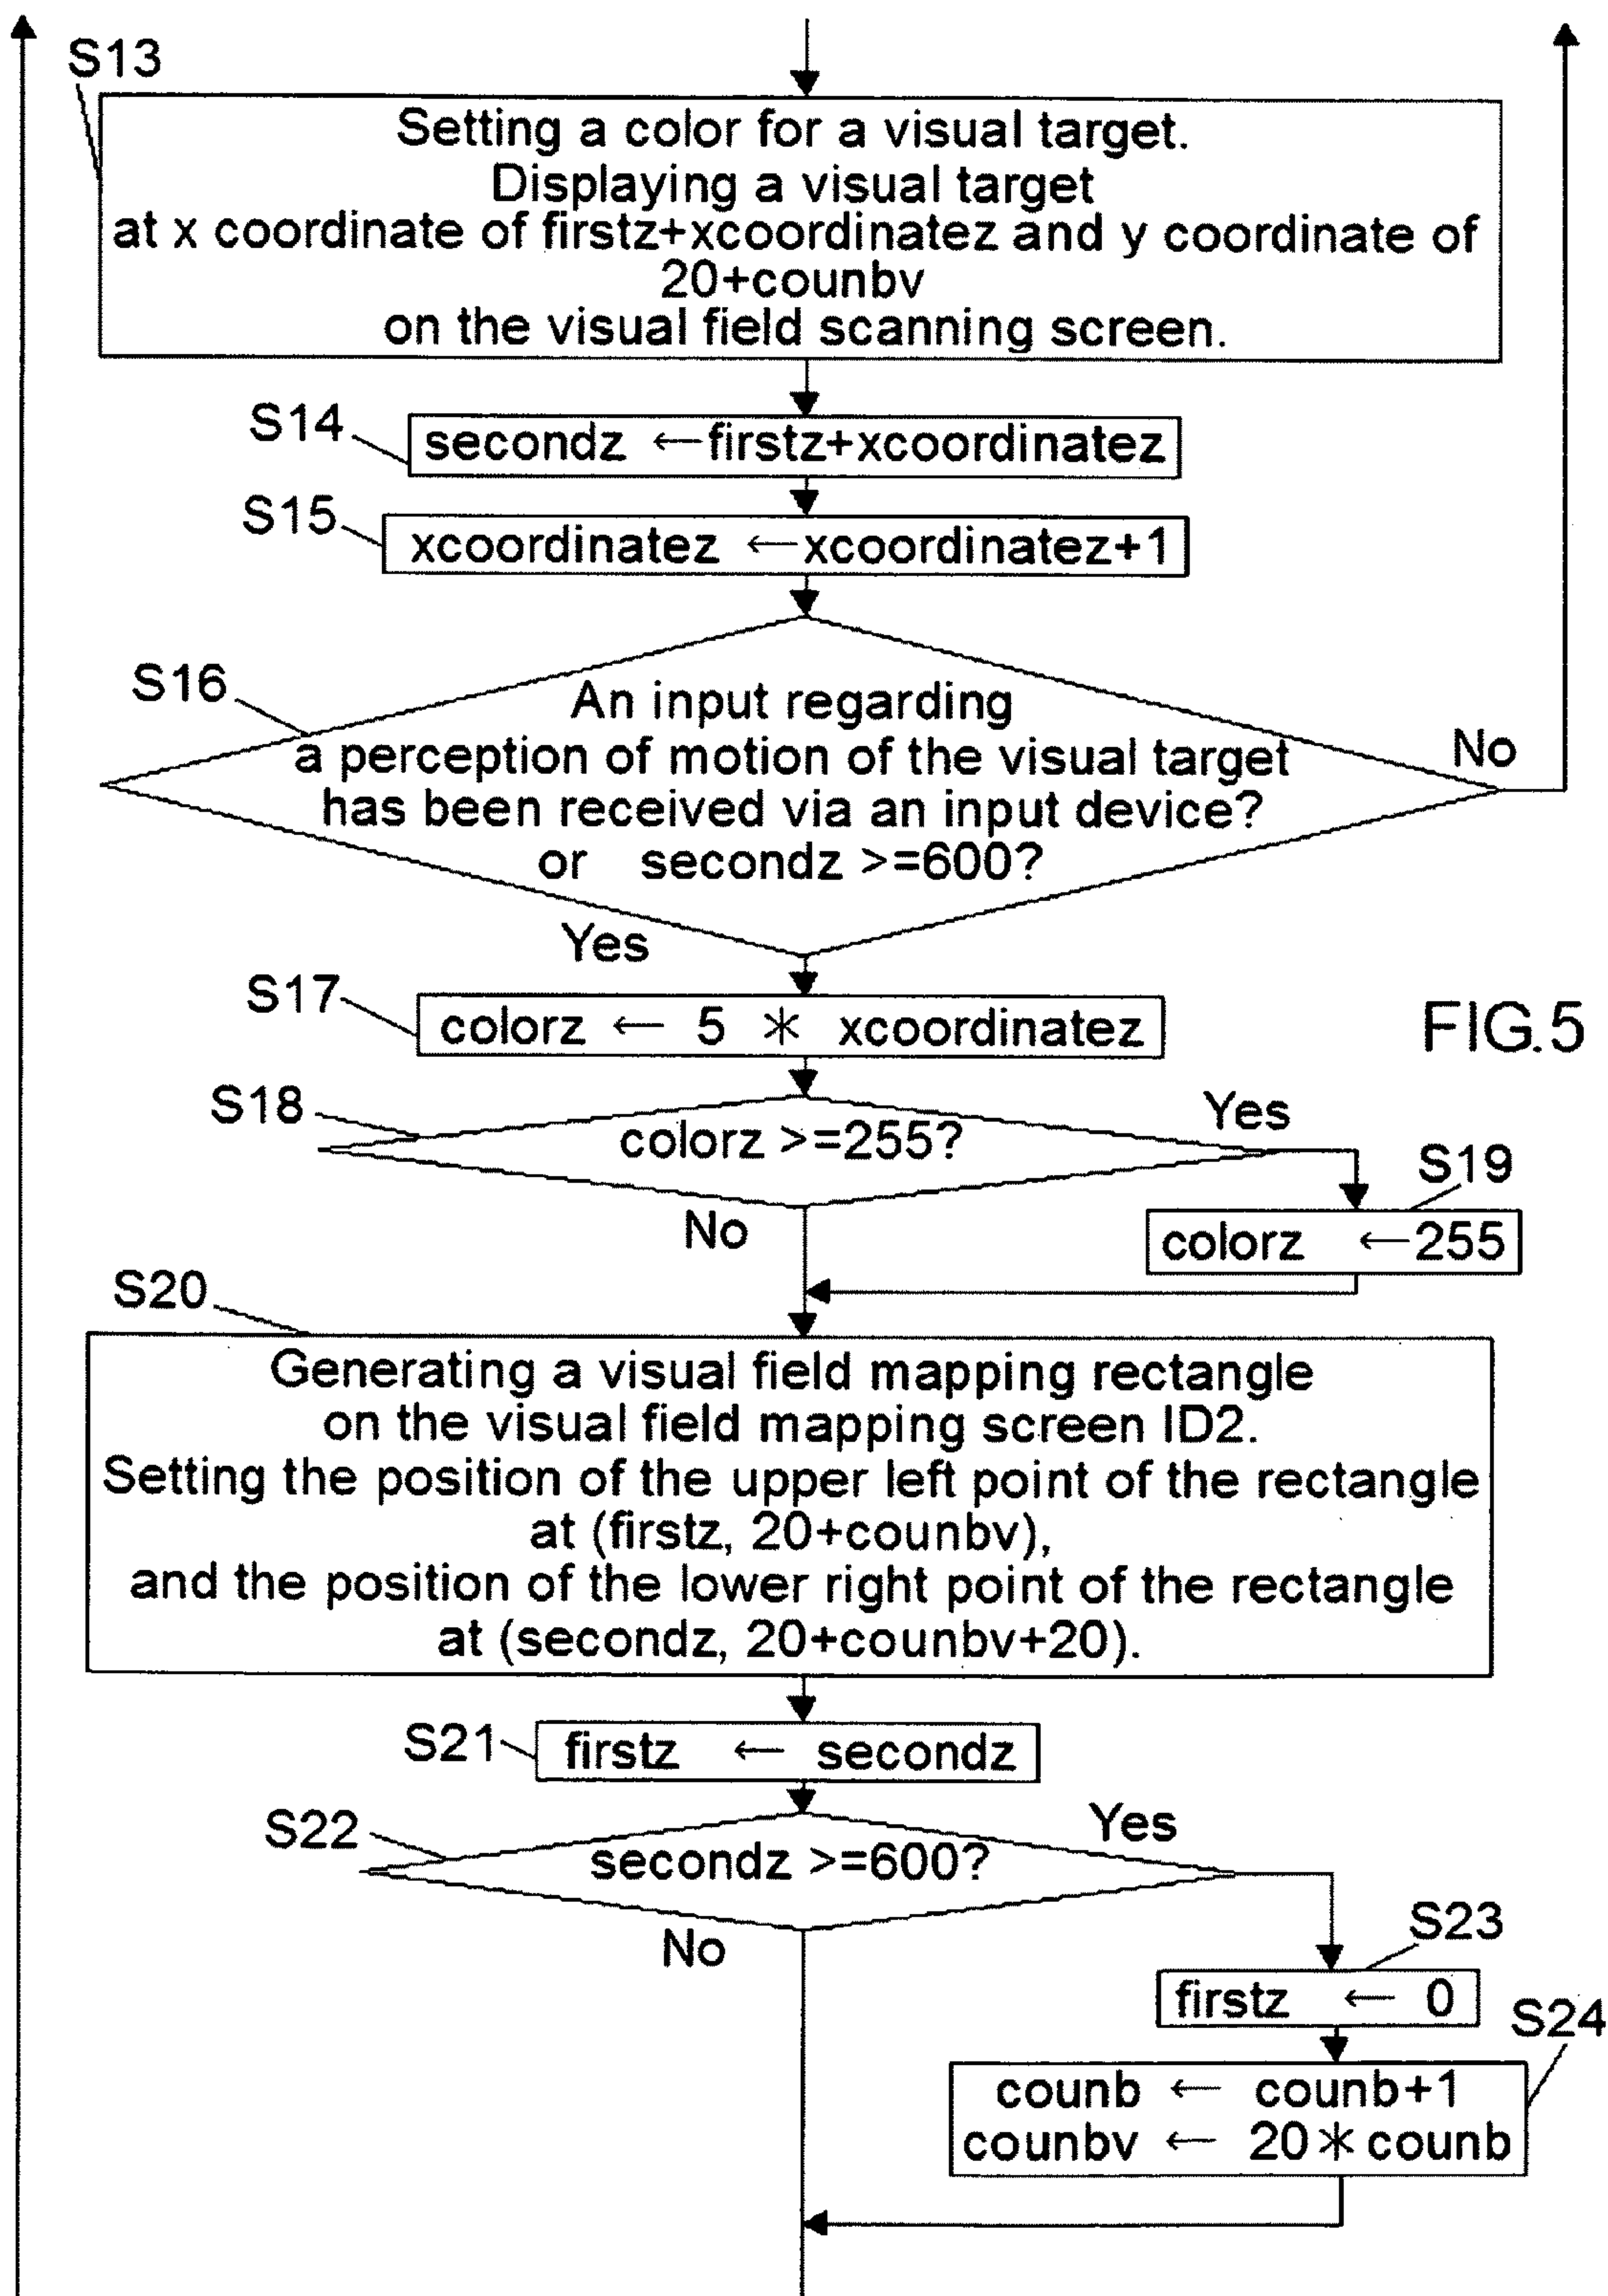 S13
Setting a color for a visual target.
Displaying a visual target
at x coordinate of firstz+xcoordinatez and y coordinate of
20+counbv
on the visual field scanning screen.
S14
secondz ←firstz+xcoordinatez
S15
xcoordinatez ←xcoordinatez+1
S16
An input regarding
a perception of motion of the visual target
has been received via an input device?
or secondz >=600?
No
Yes
S17
colorz ← 5 * xcoordinatez
FIG.5
S18
colorz >=255?
Yes
S19
No
colorz ←255
S20
Generating a visual field mapping rectangle
on the visual field mapping screen ID2.
Setting the position of the upper left point of the rectangle
at (firstz, 20+counbv),
and the position of the lower right point of the rectangle
at (secondz, 20+counbv+20).
S21
firstz ← secondz
S22
secondz >=600?
Yes
No
S23
firstz ← 0
S24
counb ← counb+1
counbv ← 20*counb